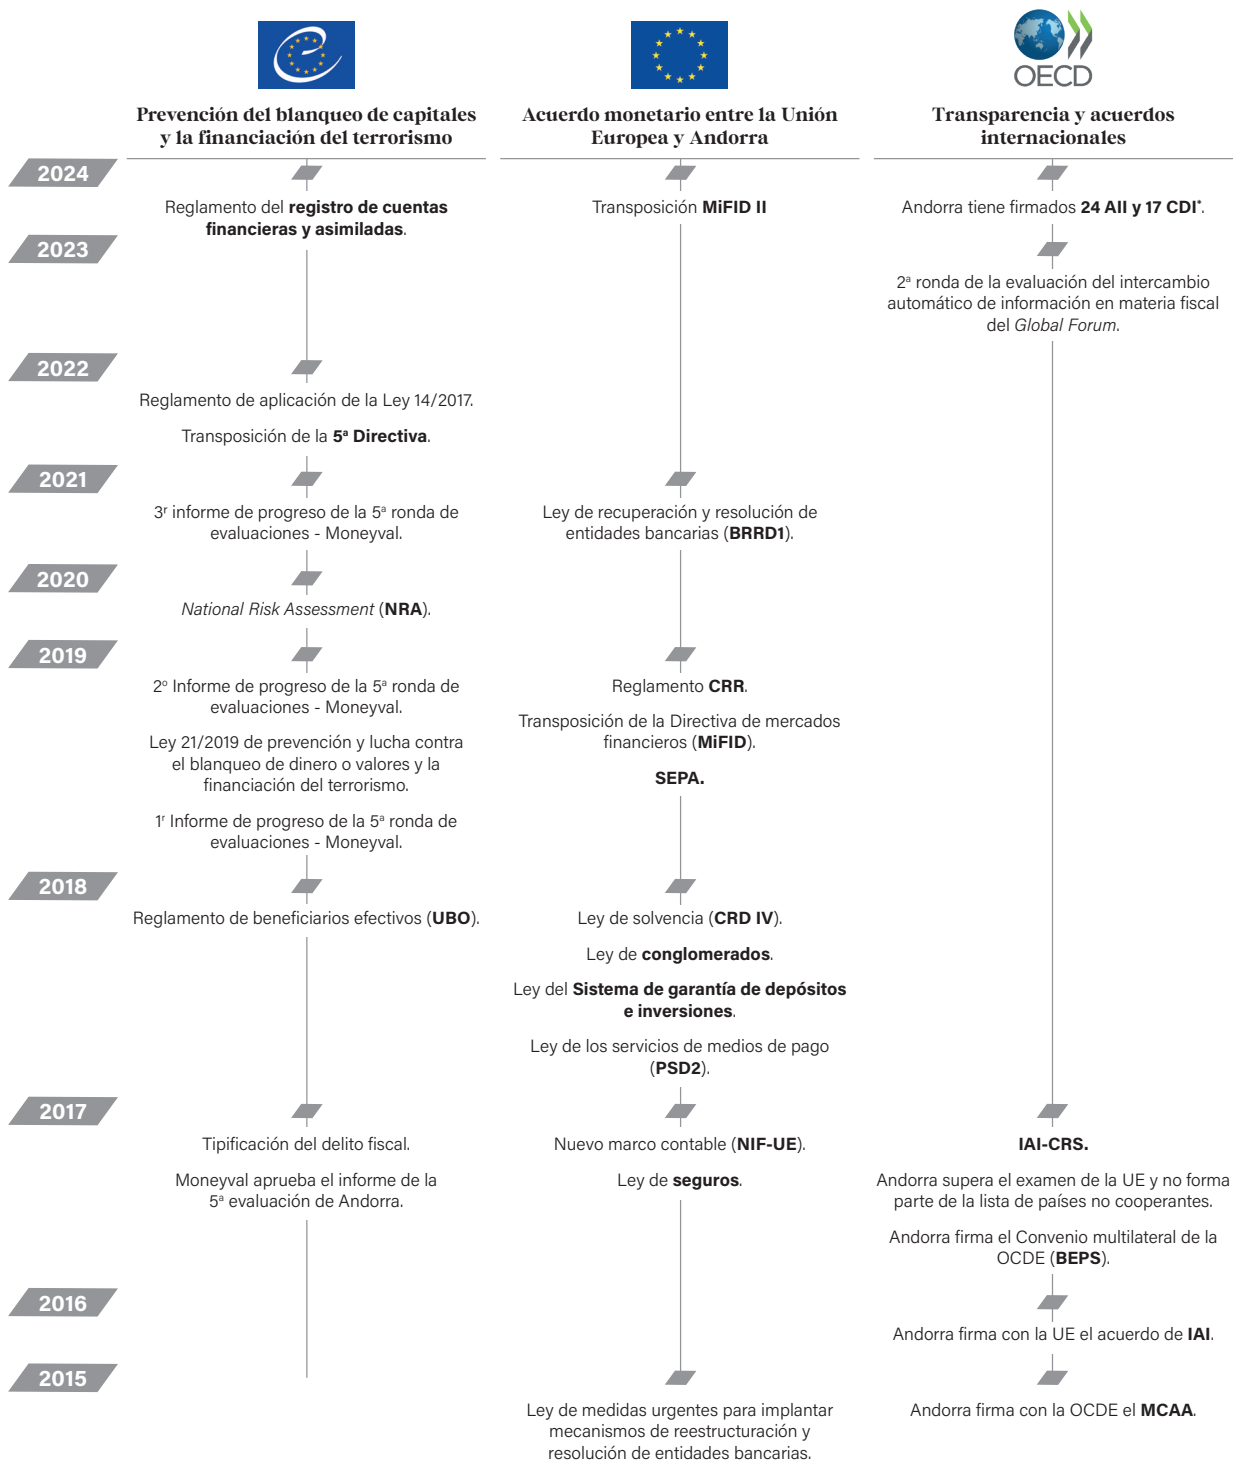 OECD
Prevención del blanqueo de capitales
y la financiación del terrorismo
Acuerdo monetario entre la Unión
Europea y Andorra
Transparencia y acuerdos
internacionales
2024
Reglamento del registro de cuentas
financieras y asimiladas.
Transposición MiFID II
Andorra tiene firmados 24 AII y 17 CDI*.
2023
2ª ronda de la evaluación del intercambio
automático de información en materia fiscal
del Global Forum.
2022
Reglamento de aplicación de la Ley 14/2017.
Transposición de la 5ª Directiva.
2021
3ʳ informe de progreso de la 5ª ronda de
evaluaciones - Moneyval.
Ley de recuperación y resolución de
entidades bancarias (BRRD1).
2020
National Risk Assessment (NRA).
2019
2º Informe de progreso de la 5ª ronda de
evaluaciones - Moneyval.
Ley 21/2019 de prevención y lucha contra
el blanqueo de dinero o valores y la
financiación del terrorismo.
1ʳ Informe de progreso de la 5ª ronda de
evaluaciones - Moneyval.
Reglamento CRR.
Transposición de la Directiva de mercados
financieros (MiFID).
SEPA.
2018
Reglamento de beneficiarios efectivos (UBO).
Ley de solvencia (CRD IV).
Ley de conglomerados.
Ley del Sistema de garantía de depósitos
e inversiones.
Ley de los servicios de medios de pago
(PSD2).
2017
Tipificación del delito fiscal.
Moneyval aprueba el informe de la
5ª evaluación de Andorra.
Nuevo marco contable (NIF-UE).
Ley de seguros.
IAI-CRS.
Andorra supera el examen de la UE y no forma
parte de la lista de países no cooperantes.
Andorra firma el Convenio multilateral de la
OCDE (BEPS).
2016
Andorra firma con la UE el acuerdo de IAI.
2015
Ley de medidas urgentes para implantar
mecanismos de reestructuración y
resolución de entidades bancarias.
Andorra firma con la OCDE el MCAA.